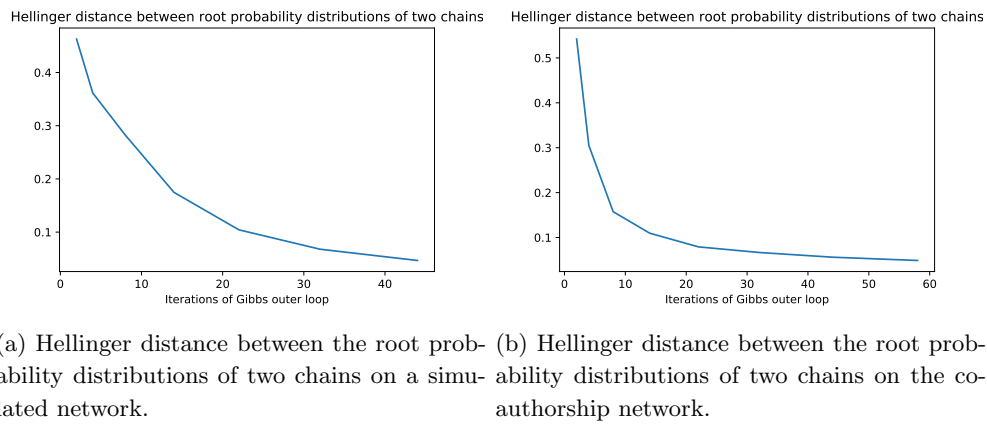 Hellinger distance between root probability distributions of two chains
0.4
0.3
0.2
0.1
0 10 20 30 40
Iterations of Gibbs outer loop
(a) Hellinger distance between the root prob-
ability distributions of two chains on a simu-
lated network.
Hellinger distance between root probability distributions of two chains
0.5
0.4
0.3
0.2
0.1
0 10 20 30 40 50 60
Iterations of Gibbs outer loop
(b) Hellinger distance between the root prob-
ability distributions of two chains on the co-
authorship network.